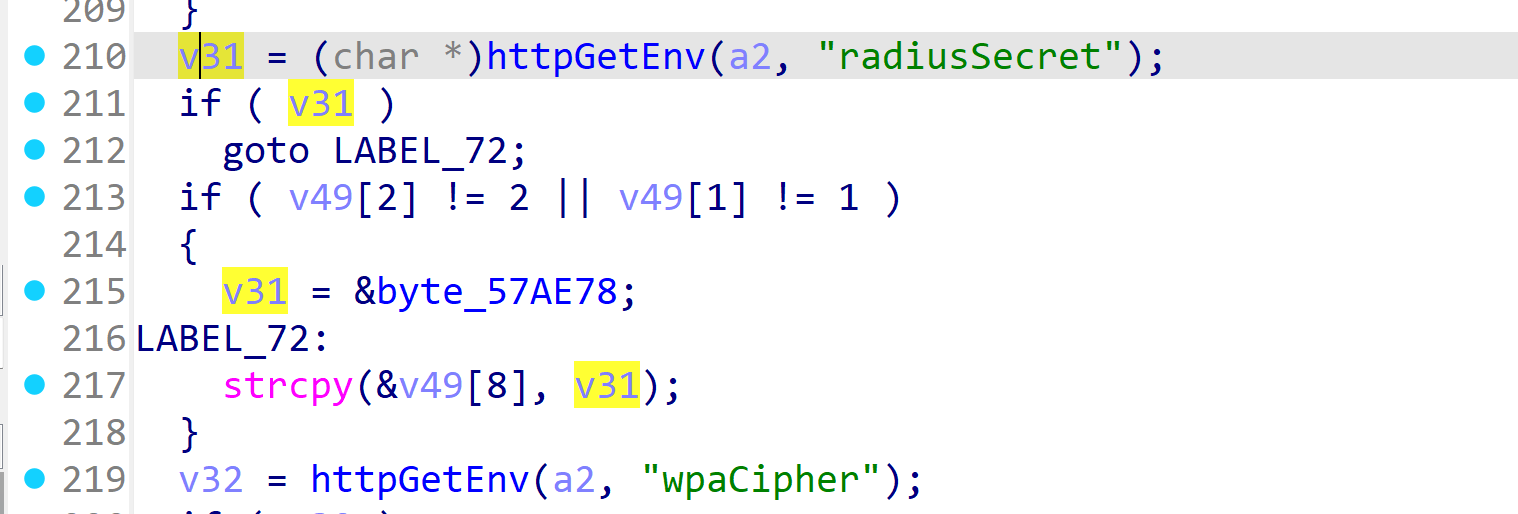 209   }
210   v31 = (char *)httpGetEnv(a2, "radiusSecret");
211   if ( v31 )
212     goto LABEL_72;
213   if ( v49[2] != 2 || v49[1] != 1 )
214   {
215     v31 = &byte_57AE78;
216 LABEL_72:
217     strcpy(&v49[8], v31);
218   }
219   v32 = httpGetEnv(a2, "wpaCipher");